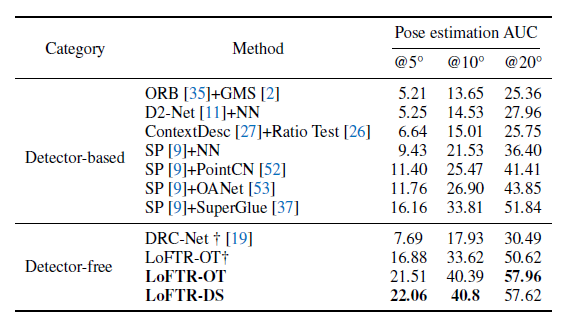 Category Method Pose estimation AUC
@5° @10° @20°
Detector-based
ORB [35]+GMS [2] 5.21 13.65 25.36
D2-Net [11]+NN 5.25 14.53 27.96
ContextDesc [27]+Ratio Test [26] 6.64 15.01 25.75
SP [9]+NN 9.43 21.53 36.40
SP [9]+PointCN [52] 11.40 25.47 41.41
SP [9]+OANet [53] 11.76 26.90 43.85
SP [9]+SuperGlue [37] 16.16 33.81 51.84
Detector-free
DRC-Net † [19] 7.69 17.93 30.49
LoFTR-OT† 16.88 33.62 50.62
LoFTR-OT 21.51 40.39 57.96
LoFTR-DS 22.06 40.8 57.62